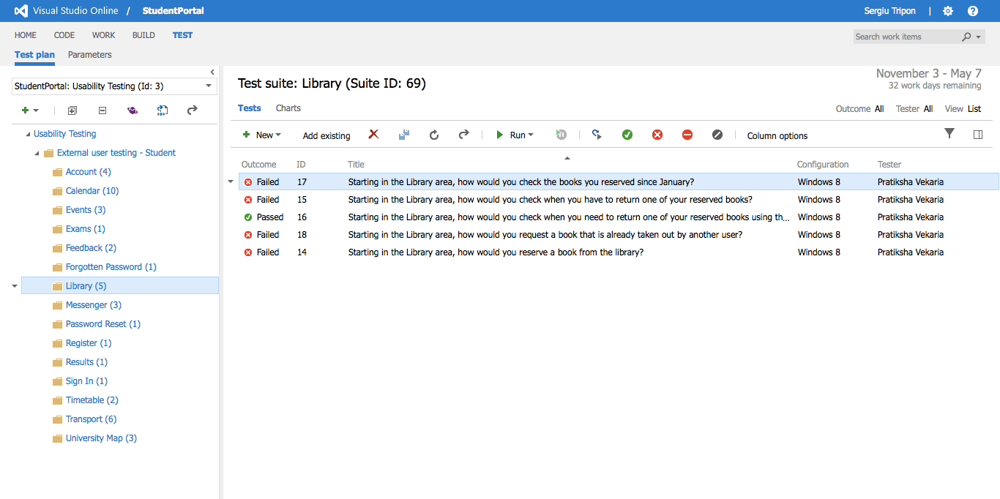 Visual Studio Online / StudentPortal
Sergiu Tripon |
HOME CODE WORK BUILD TEST
Search work items
Test plan Parameters
StudentPortal: Usability Testing (Id: 3)
Usability Testing
External user testing - Student
Account (4)
Calendar (10)
Events (3)
Exams (1)
Feedback (2)
Forgotten Password (1)
Library (5)
Messenger (3)
Password Reset (1)
Register (1)
Results (1)
Sign In (1)
Timetable (2)
Transport (6)
University Map (3)
Test suite: Library (Suite ID: 69)
November 3 - May 7
32 work days remaining
Tests Charts
Outcome All Tester All View List
New Add existing Run Column options
Outcome ID Title Configuration Tester
Failed 17 Starting in the Library area, how would you check the books you reserved since January? Windows 8 Pratiksha Vekaria
Failed 15 Starting in the Library area, how would you check when you have to return one of your reserved books? Windows 8 Pratiksha Vekaria
Passed 16 Starting in the Library area, how would you check when you need to return one of your reserved books using th... Windows 8 Pratiksha Vekaria
Failed 18 Starting in the Library area, how would you request a book that is already taken out by another user? Windows 8 Pratiksha Vekaria
Failed 14 Starting in the Library area, how would you reserve a book from the library? Windows 8 Pratiksha Vekaria